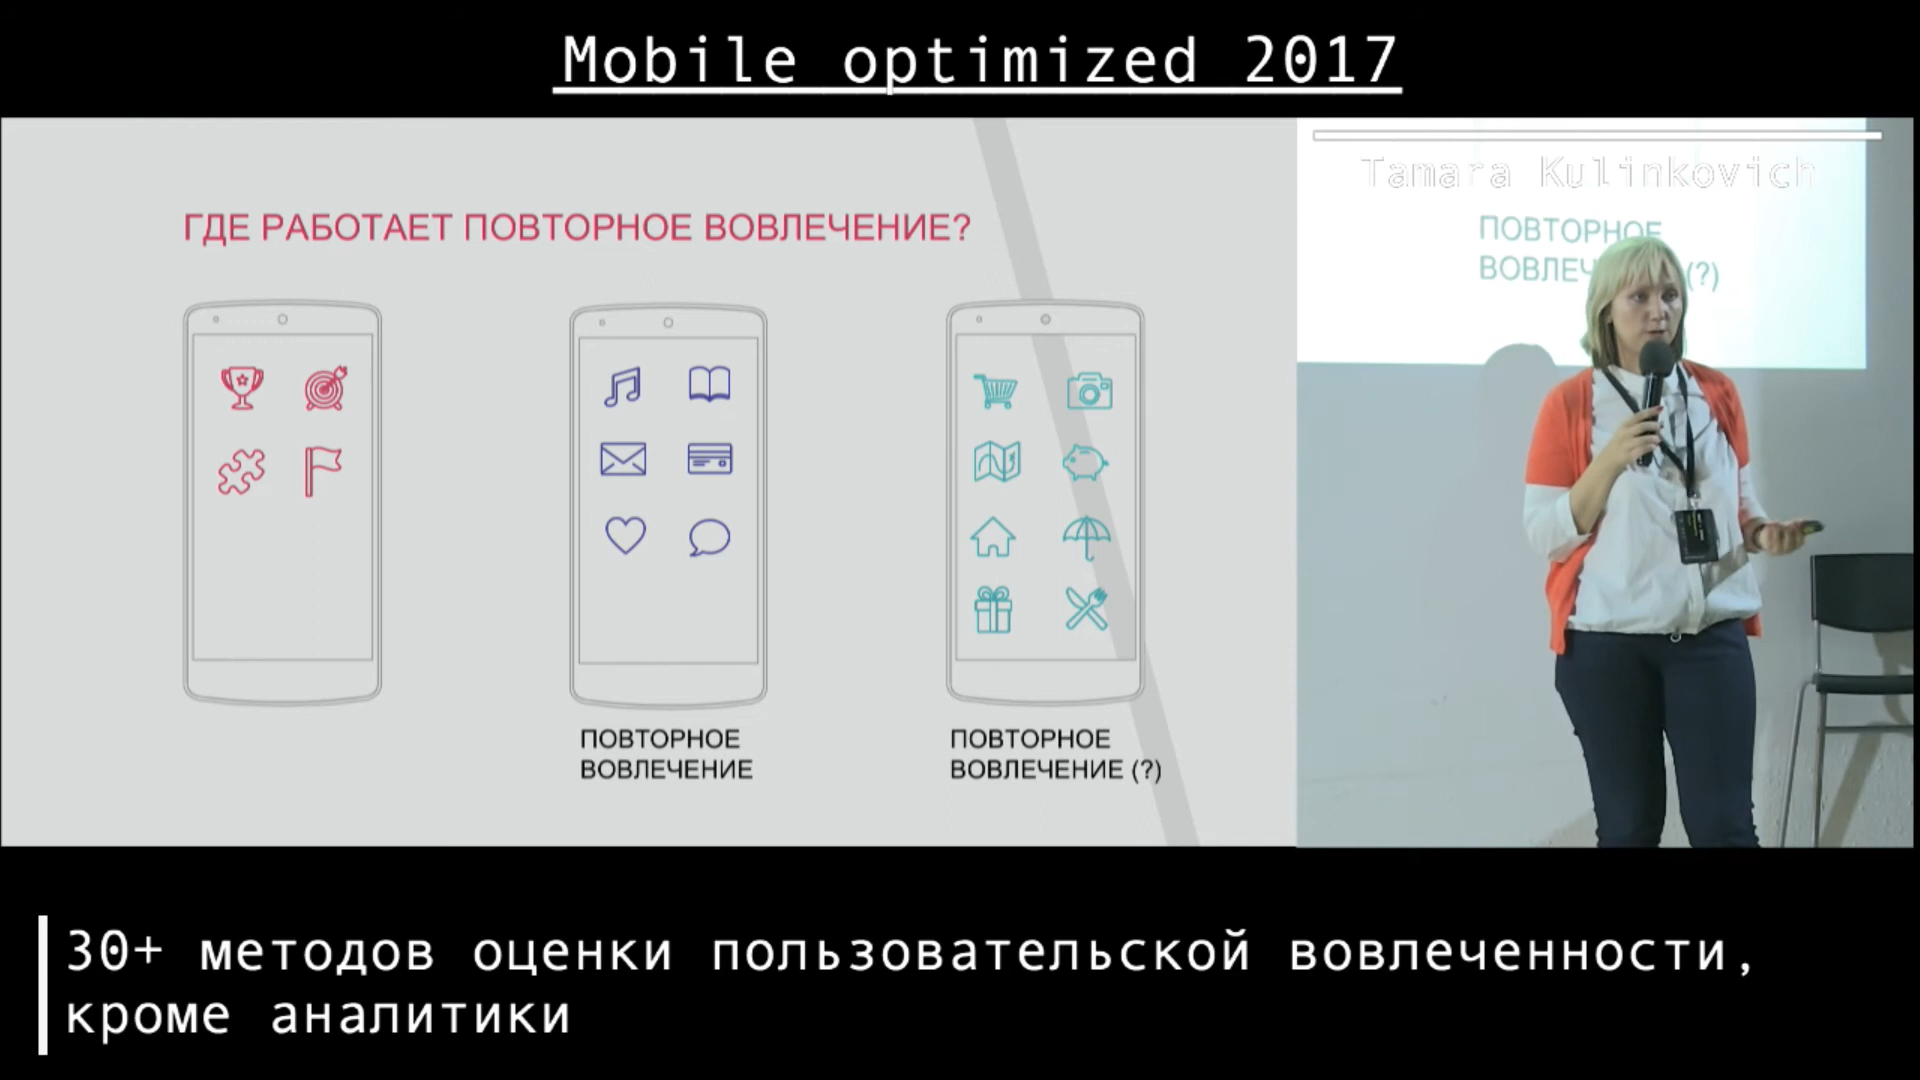 Mobile optimized 2017
ГДЕ РАБОТАЕТ ПОВТОРНОЕ ВОВЛЕЧЕНИЕ?
ПОВТОРНОЕ
ВОВЛЕЧЕНИЕ
ПОВТОРНОЕ
ВОВЛЕЧЕНИЕ (?)
Tamara Kulinkovich
ПОВТОРНОЕ
(?)
30+ методов оценки пользовательской вовлеченности,
кроме аналитики